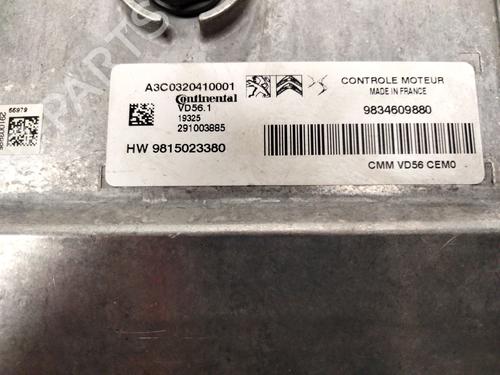 A3C0320410001
Continental
VD56.1
19325
291003885
HW 9815023380
CONTROLE MOTEUR
MADE IN FRANCE
9834609880
CMM VD56 CEM0
66979